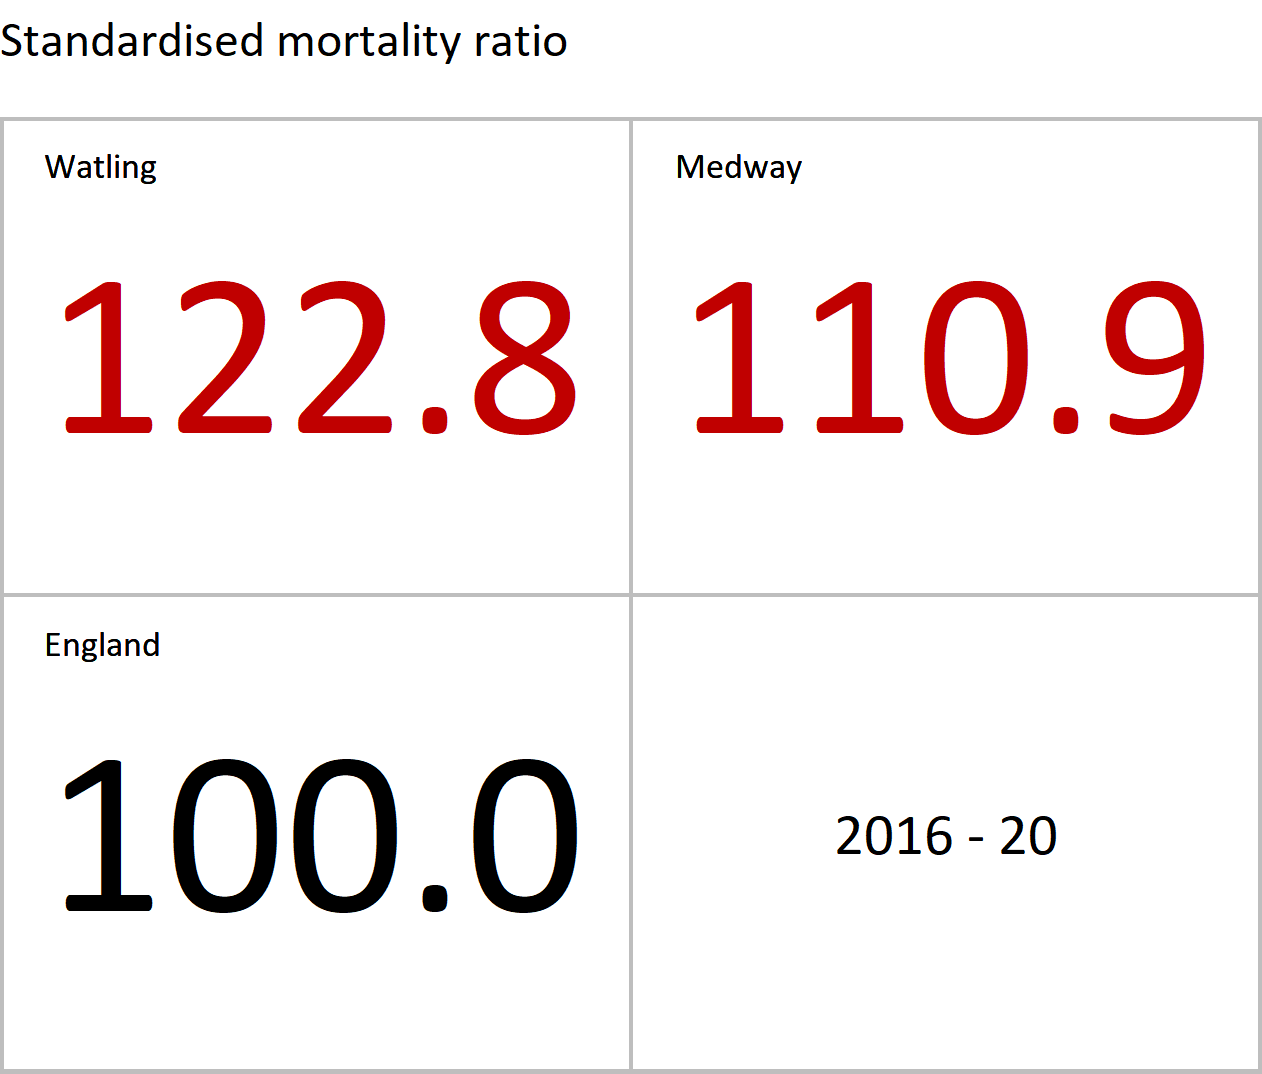 Standardised mortality ratio
Watling
122.8
Medway
110.9
England
100.0
2016 - 20